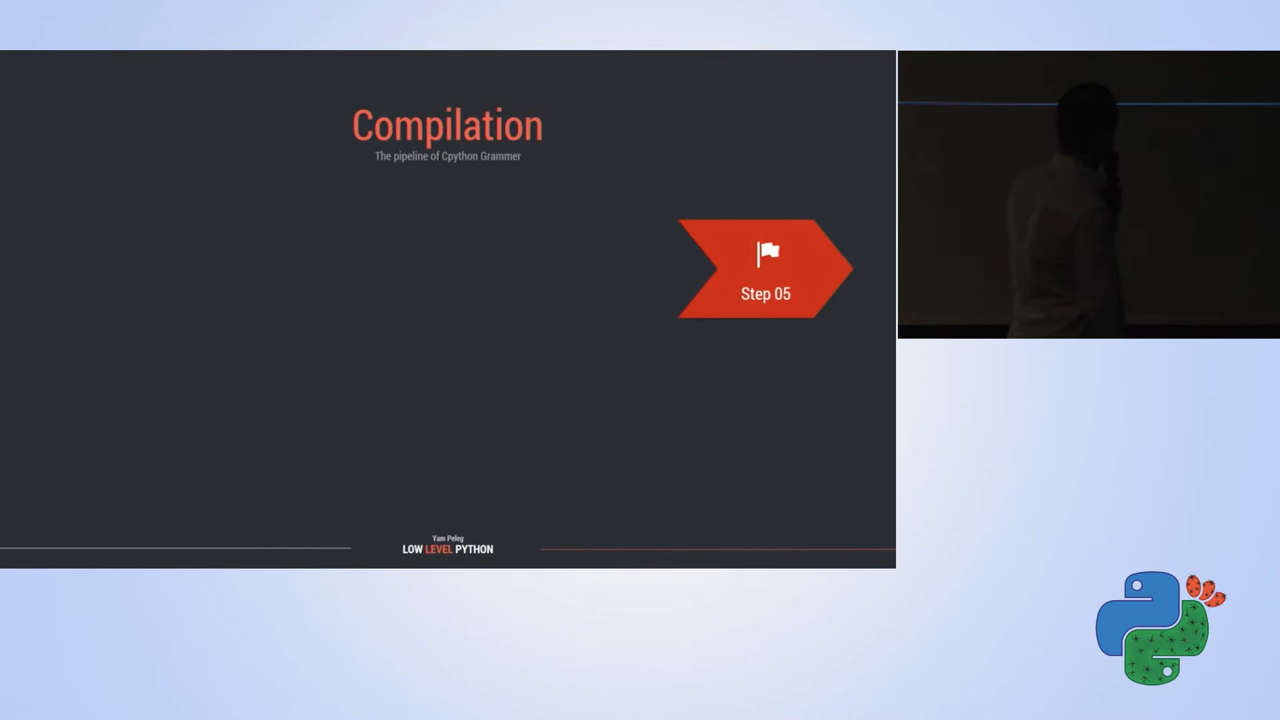 Compilation
The pipeline of Cpython Grammer
Step 05
Yam Peleg
LOW LEVEL PYTHON